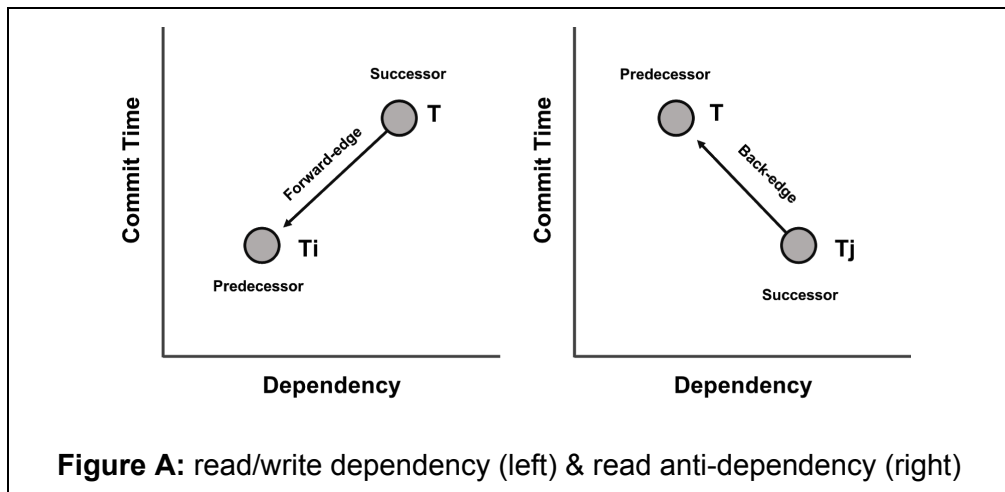 Commit Time
Successor
T
Forward-edge
Ti
Predecessor
Dependency
Commit Time
Predecessor
T
Back-edge
Tj
Successor
Dependency
Figure A: read/write dependency (left) & read anti-dependency (right)